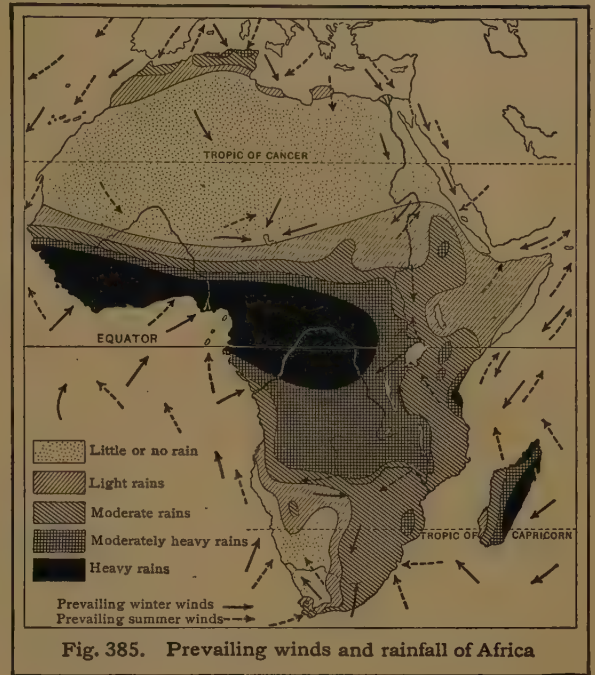 TROPIC OF CANCER
EQUATOR
Little or no rain
Light rains
Moderate rains
Moderately heavy rains
Heavy rains
TROPIC OF CAPRICORN
Prevailing winter winds
Prevailing summer winds
Fig. 385. Prevailing winds and rainfall of Africa